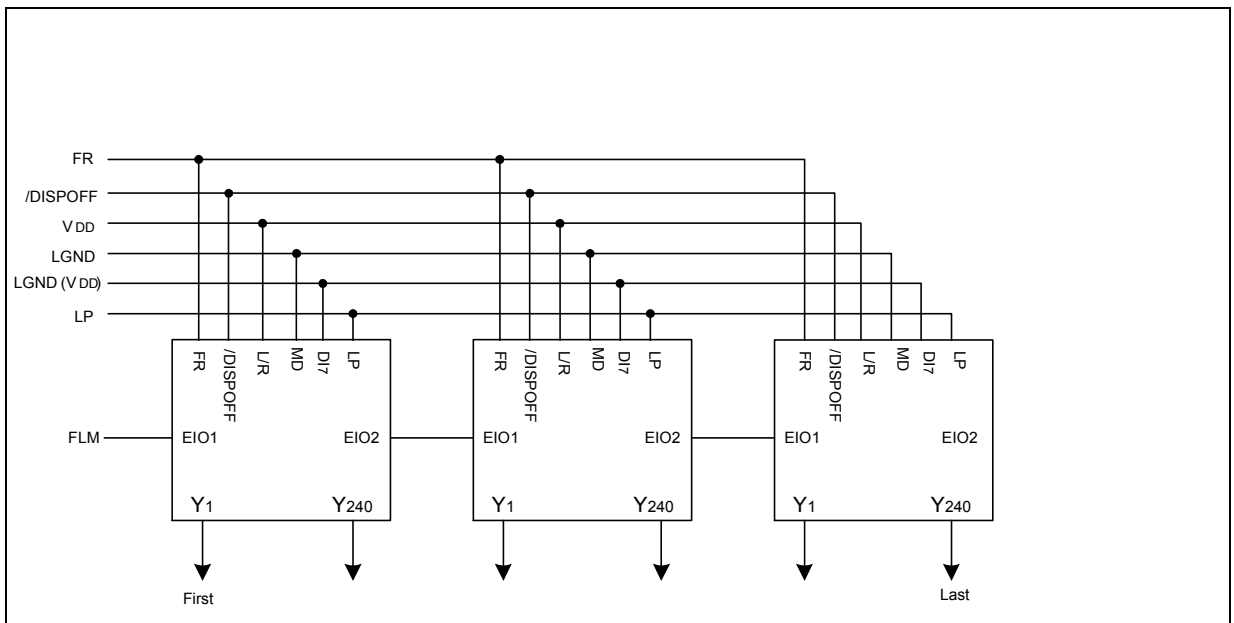 FR
/DISPOFF
VDD
LGND
LGND (VDD)
LP
FR /DISPOFF L/R MD DI7 LP
FR /DISPOFF L/R MD DI7 LP
FR /DISPOFF L/R MD DI7 LP
FLM
EIO1 EIO2
EIO1 EIO2
EIO1 EIO2
Y1 Y240
Y1 Y240
Y1 Y240
First
Last